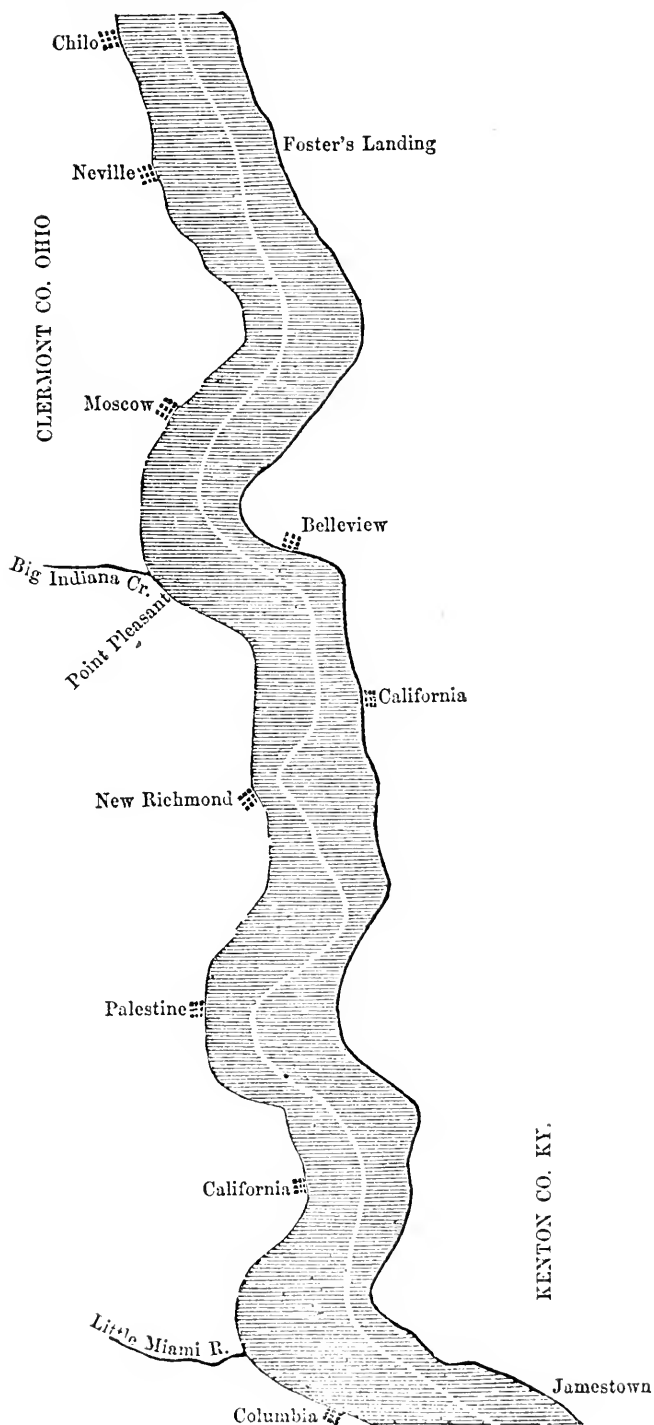 Chilo
Foster's Landing
Neville
CLERMONT CO. OHIO
Moscow
Belleview
Big Indiana Cr.
Point Pleasant
California
New Richmond
Palestine
KENTON CO. KY.
California
Little Miami R.
Jamestown
Columbia